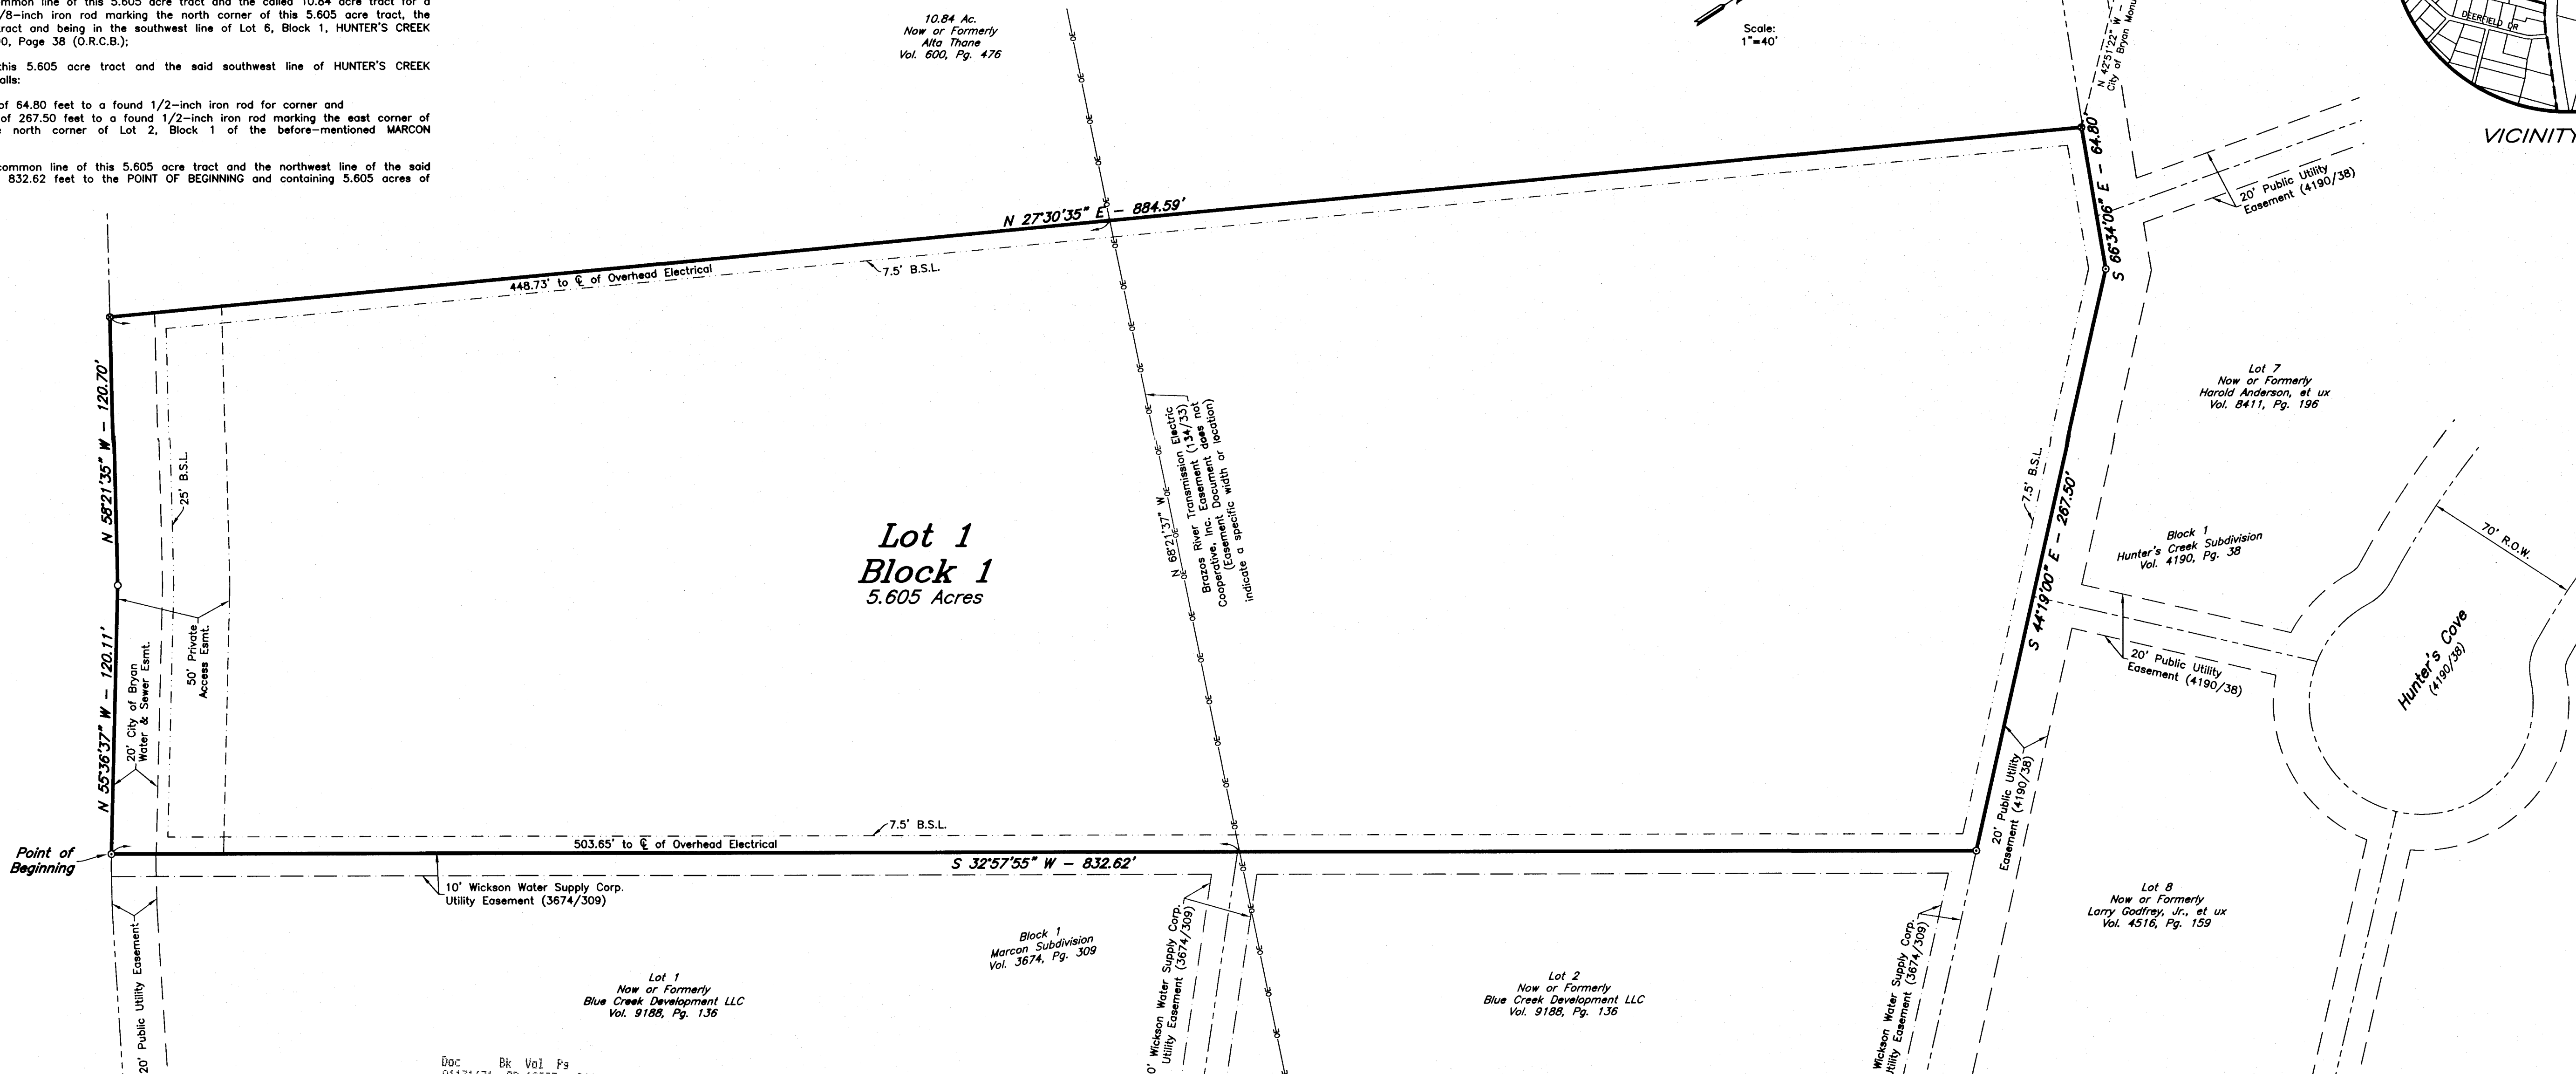 ommon line of this 5.605 acre tract and the called 10.84 acre tract for a
/8-inch iron rod marking the north corner of this 5.605 acre tract, the
ract and being in the southwest line of Lot 6, Block 1, HUNTER'S CREEK
0, Page 38 (O.R.C.B.);
this 5.605 acre tract and the said southwest line of HUNTER'S CREEK
alls:
of 64.80 feet to a found 1/2-inch iron rod for corner and
of 267.50 feet to a found 1/2-inch iron rod marking the east corner of
e north corner of Lot 2, Block 1 of the before-mentioned MARCON
common line of this 5.605 acre tract and the northwest line of the said
832.62 feet to the POINT OF BEGINNING and containing 5.605 acres of
10.84 Ac.
Now or Formerly
Alta Thane
Vol. 600, Pg. 476
Scale:
1"=40'
N 42°51'22" W -
City of Bryan Monu
DEERFIELD DR
VICINITY
N 27°30'35" E - 884.59'
448.73' to ℄ of Overhead Electrical
7.5' B.S.L.
S 66°34'06" E - 64.80'
20' Public Utility
Easement (4190/38)
N 58°21'35" W - 120.70'
25' B.S.L.
N 55°36'37" W - 120.11'
20' City of Bryan
Water & Sewer Esmt.
50' Private
Access Esmt.
Lot 1
Block 1
5.605 Acres
N 68°21'37" W
Brazos River Transmission Electric
Cooperative, Inc. Easement (134/33)
(Easement Document does not
indicate a specific width or location)
OE
7.5' B.S.L.
S 44°19'00" E - 267.50'
Lot 7
Now or Formerly
Harold Anderson, et ux
Vol. 8411, Pg. 196
Block 1
Hunter's Creek Subdivision
Vol. 4190, Pg. 38
70' R.O.W.
Hunter's Cove
(4190/38)
20' Public Utility
Easement (4190/38)
20' Public Utility
Easement (4190/38)
7.5' B.S.L.
Point of
Beginning
503.65' to ℄ of Overhead Electrical
S 32°57'55" W - 832.62'
10' Wickson Water Supply Corp.
Utility Easement (3674/309)
20' Public Utility Easement
Lot 1
Now or Formerly
Blue Creek Development LLC
Vol. 9188, Pg. 136
Block 1
Marcon Subdivision
Vol. 3674, Pg. 309
0' Wickson Water Supply Corp.
Utility Easement (3674/309)
Lot 2
Now or Formerly
Blue Creek Development LLC
Vol. 9188, Pg. 136
Wickson Water Supply Corp.
tility Easement (3674/309)
Lot 8
Now or Formerly
Larry Godfrey, Jr., et ux
Vol. 4516, Pg. 159
Doc Bk Vol Pg